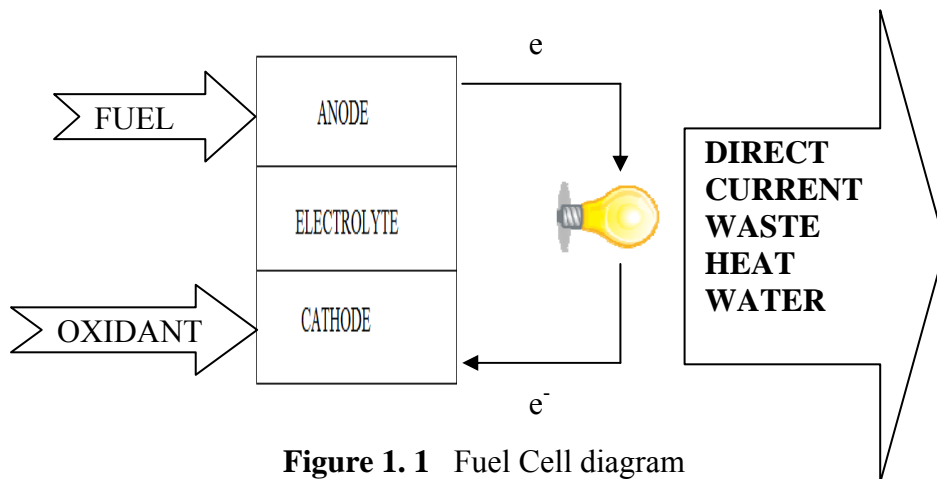 e
FUEL
ANODE
ELECTROLYTE
OXIDANT
CATHODE
e-
DIRECT
CURRENT
WASTE
HEAT
WATER
Figure 1. 1 Fuel Cell diagram